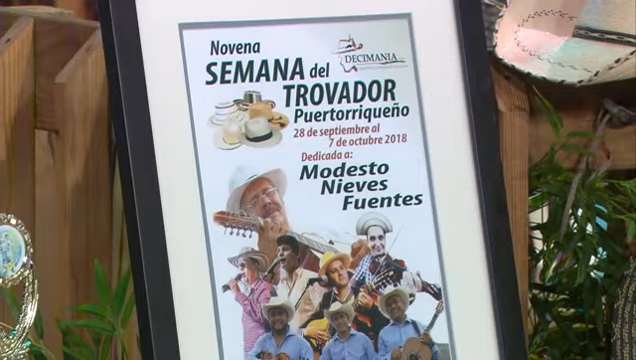 Novena
SEMANA del
TROVADOR
Puertorriqueño
28 de septiembre al
7 de octubre 2018
Dedicada a:
Modesto
Nieves
Fuentes
DECIMANIA